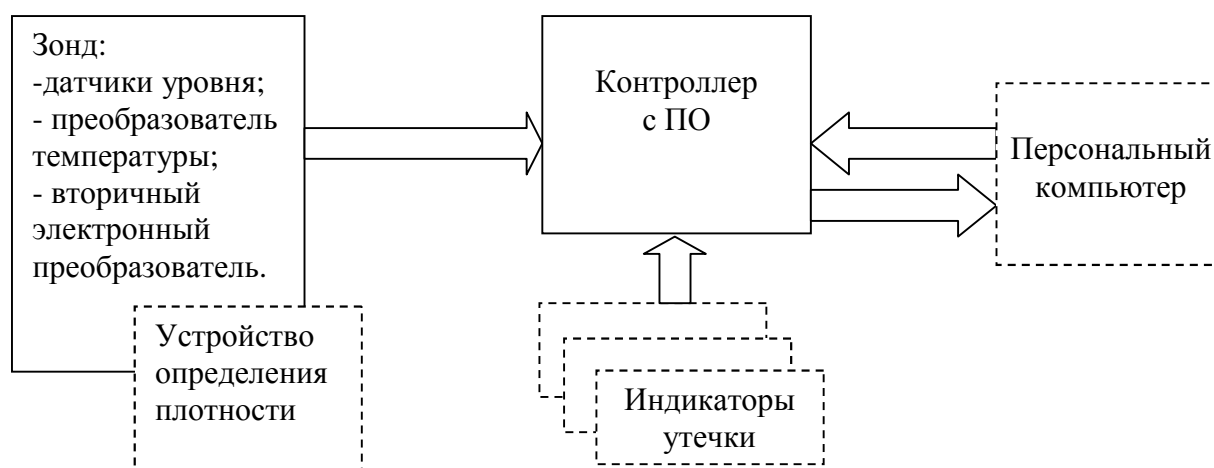 Зонд:
-датчики уровня;
- преобразователь
температуры;
- вторичный
электронный
преобразователь.
Устройство
определения
плотности
Контроллер
с ПО
Индикаторы
утечки
Персональный
компьютер